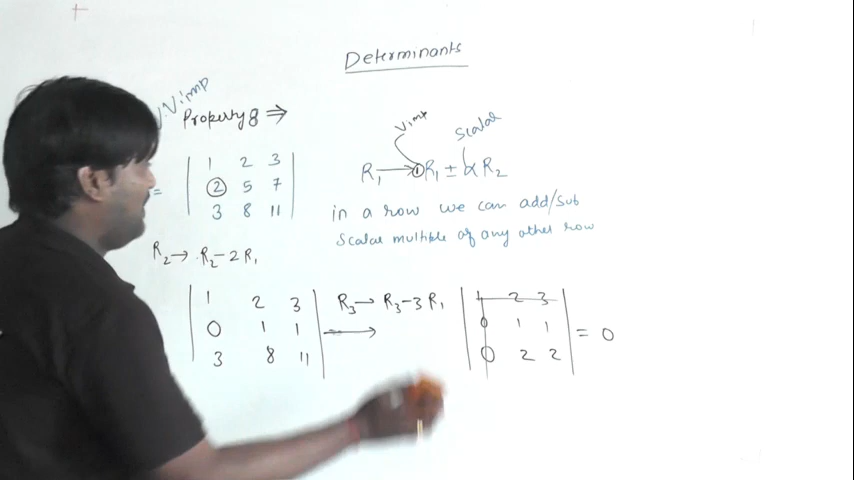 Determinants
V.Vimp
Property 8 ⇒
Vimp
Scalar
R₁ → ①R₁ ± αR₂
= | 1 2 3 |
| ② 5 7 |
| 3 8 11 |
in a row we can add/sub
Scalar multiple of any other row
R₂ → R₂ - 2R₁
| 1 2 3 | R₃ → R₃ - 3R₁ | 1 2 3 |
| 0 1 1 | → | 0 1 1 | = 0
| 3 8 11 | | 0 2 2 |